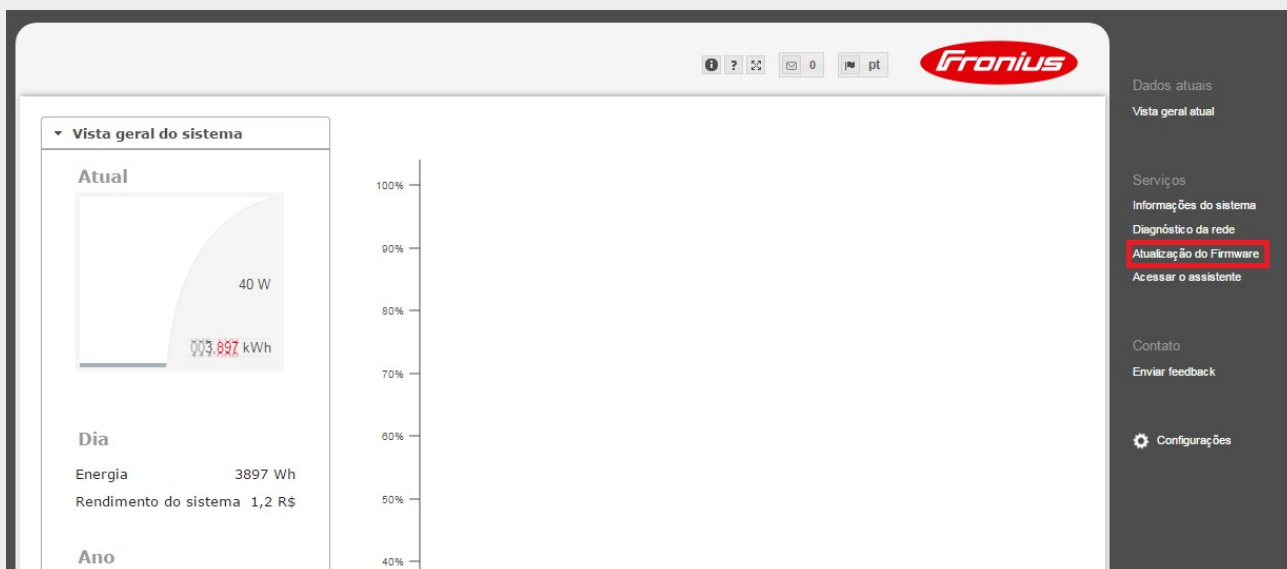 0
pt
Fronius
Vista geral do sistema
Atual
40 W
003.897 kWh
Dia
Energia 3897 Wh
Rendimento do sistema 1,2 R$
Ano
100%
90%
80%
70%
60%
50%
40%
Dados atuais
Vista geral atual
Serviços
Informações do sistema
Diagnóstico da rede
Atualização do Firmware
Acessar o assistente
Contato
Enviar feedback
Configurações